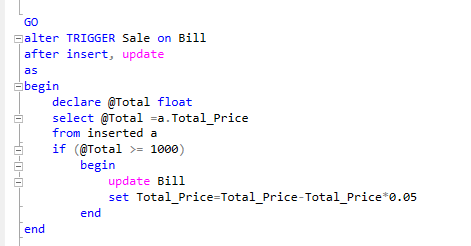 GO
alter TRIGGER Sale on Bill
after insert, update
as
begin
declare @Total float
select @Total =a.Total_Price
from inserted a
if (@Total >= 1000)
begin
update Bill
set Total_Price=Total_Price-Total_Price*0.05
end
end